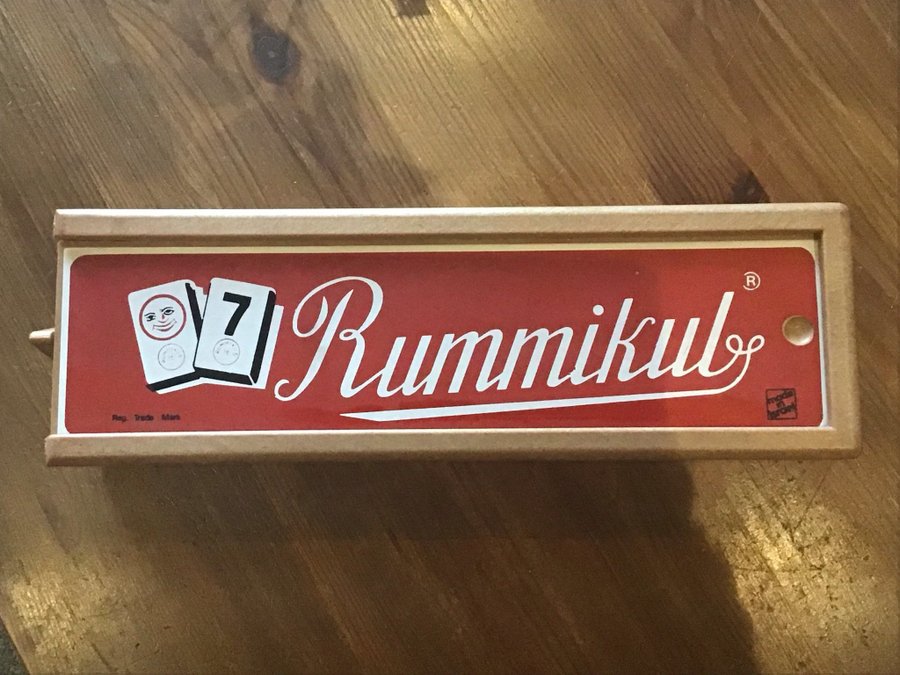 7 Rummikub ®
Reg. Trade Mark
made
in
Israel